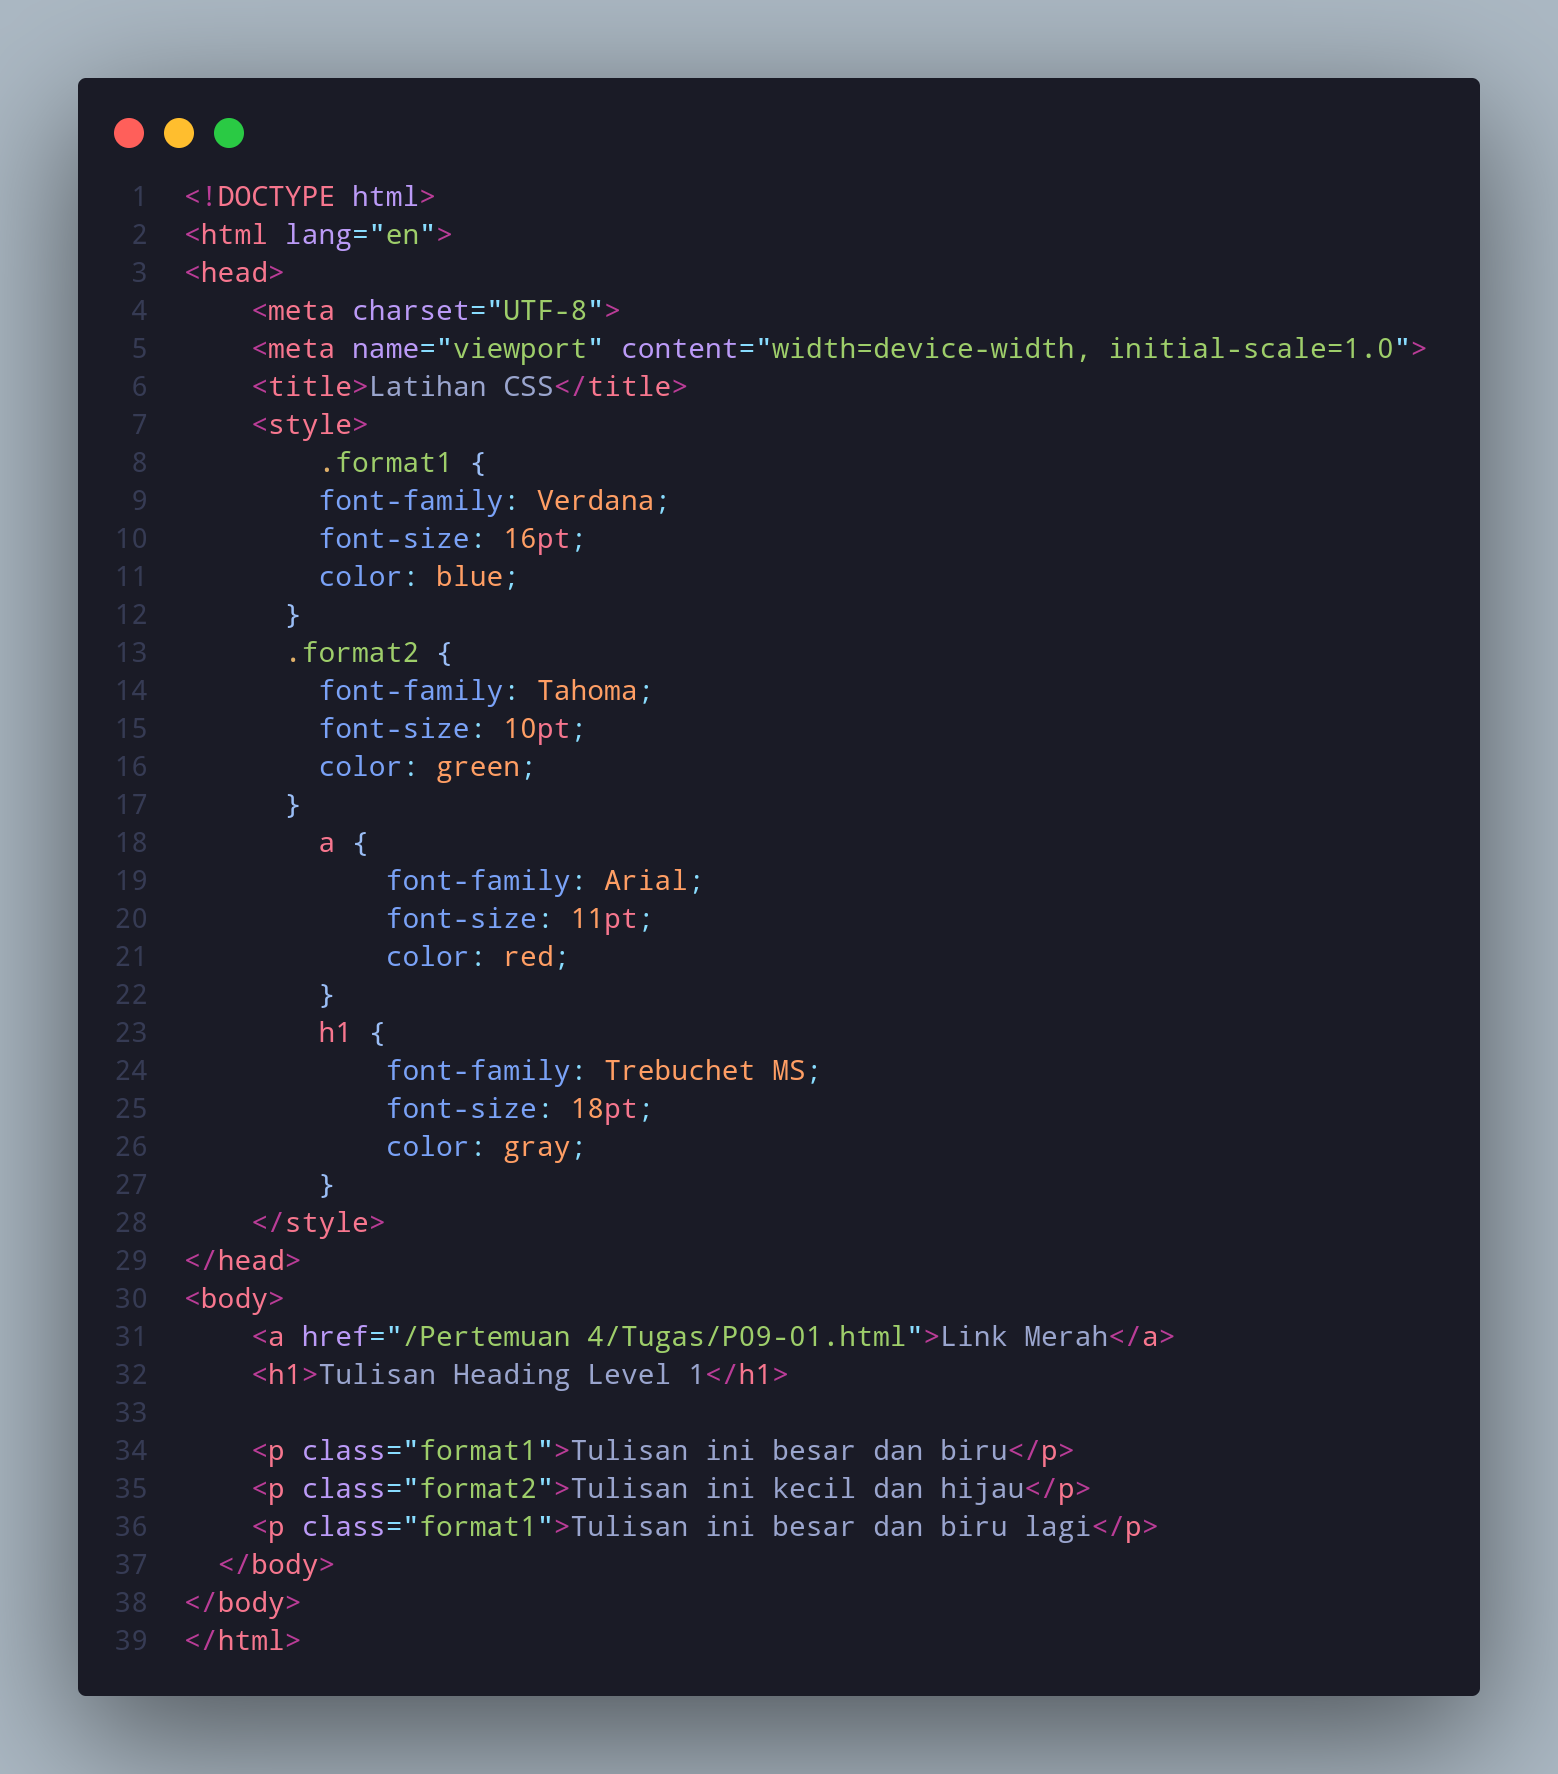 1 <!DOCTYPE html>
2 <html lang="en">
3 <head>
4     <meta charset="UTF-8">
5     <meta name="viewport" content="width=device-width, initial-scale=1.0">
6     <title>Latihan CSS</title>
7     <style>
8         .format1 {
9         font-family: Verdana;
10         font-size: 16pt;
11         color: blue;
12       }
13       .format2 {
14         font-family: Tahoma;
15         font-size: 10pt;
16         color: green;
17       }
18         a {
19             font-family: Arial;
20             font-size: 11pt;
21             color: red;
22         }
23         h1 {
24             font-family: Trebuchet MS;
25             font-size: 18pt;
26             color: gray;
27         }
28     </style>
29 </head>
30 <body>
31     <a href="/Pertemuan 4/Tugas/P09-01.html">Link Merah</a>
32     <h1>Tulisan Heading Level 1</h1>
33
34     <p class="format1">Tulisan ini besar dan biru</p>
35     <p class="format2">Tulisan ini kecil dan hijau</p>
36     <p class="format1">Tulisan ini besar dan biru lagi</p>
37   </body>
38 </body>
39 </html>